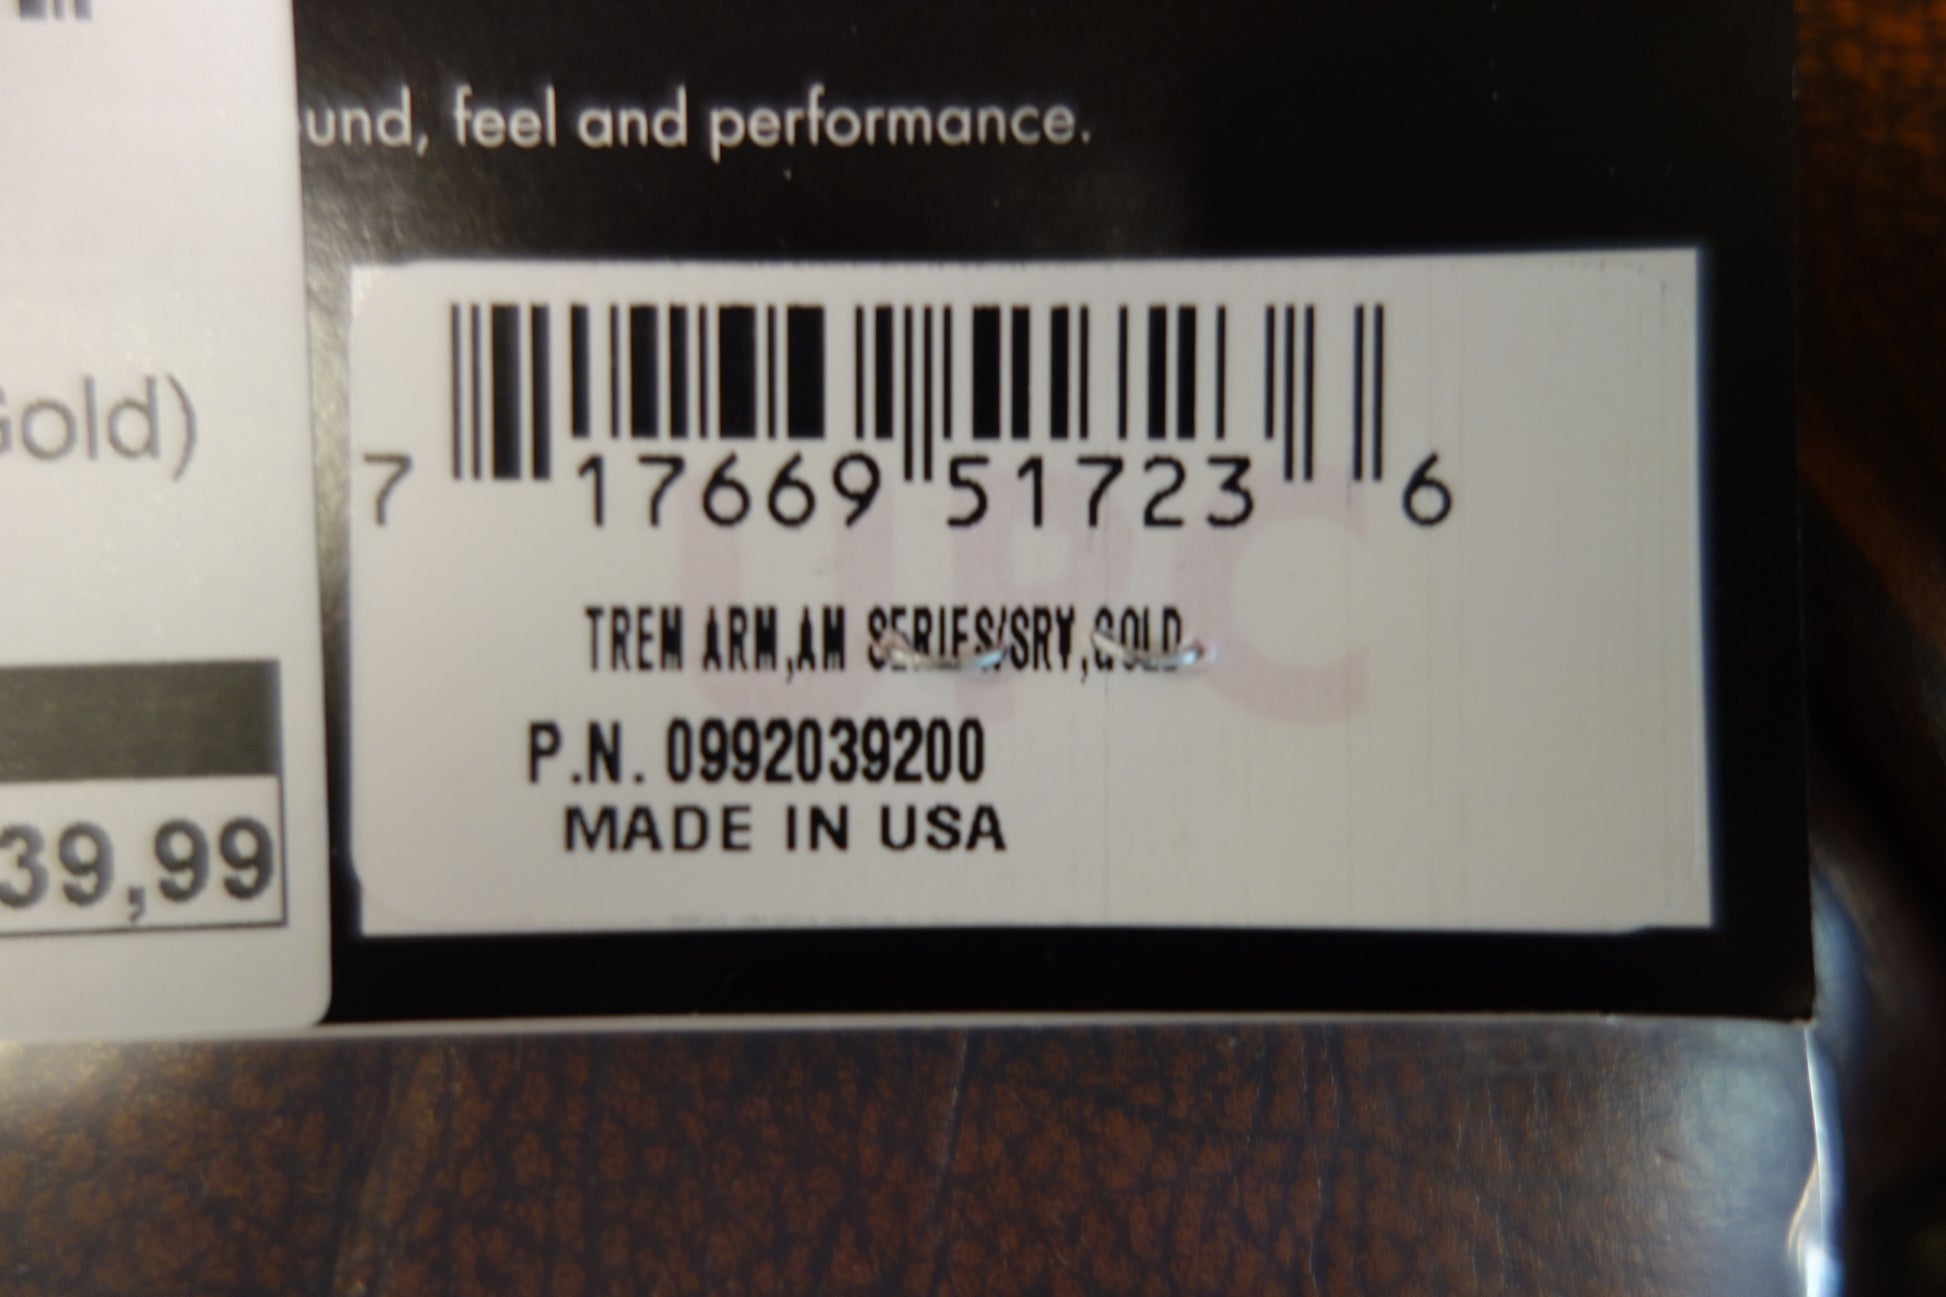 und, feel and performance.
Gold)
39,99
7 17669 51723 6
UPC
TREM ARM,AM SERIES/SRV,GOLD
P.N. 0992039200
MADE IN USA